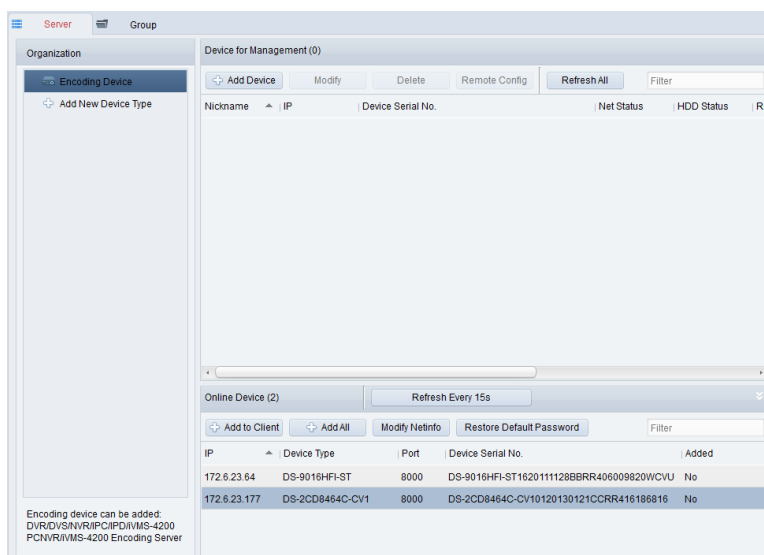 Server Group
Organization
Encoding Device
Add New Device Type
Encoding device can be added:
DVR/DVS/NVR/IPC/IPD/iVMS-4200
PCNVR/iVMS-4200 Encoding Server
Device for Management (0)
Add Device Modify Delete Remote Config Refresh All Filter
Nickname IP Device Serial No. Net Status HDD Status R
Online Device (2) Refresh Every 15s
Add to Client Add All Modify Netinfo Restore Default Password Filter
IP Device Type Port Device Serial No. Added
172.6.23.64 DS-9016HFI-ST 8000 DS-9016HFI-ST1620111128BBRR406009820WCVU No
172.6.23.177 DS-2CD8464C-CV1 8000 DS-2CD8464C-CV10120130121CCRR416186816 No